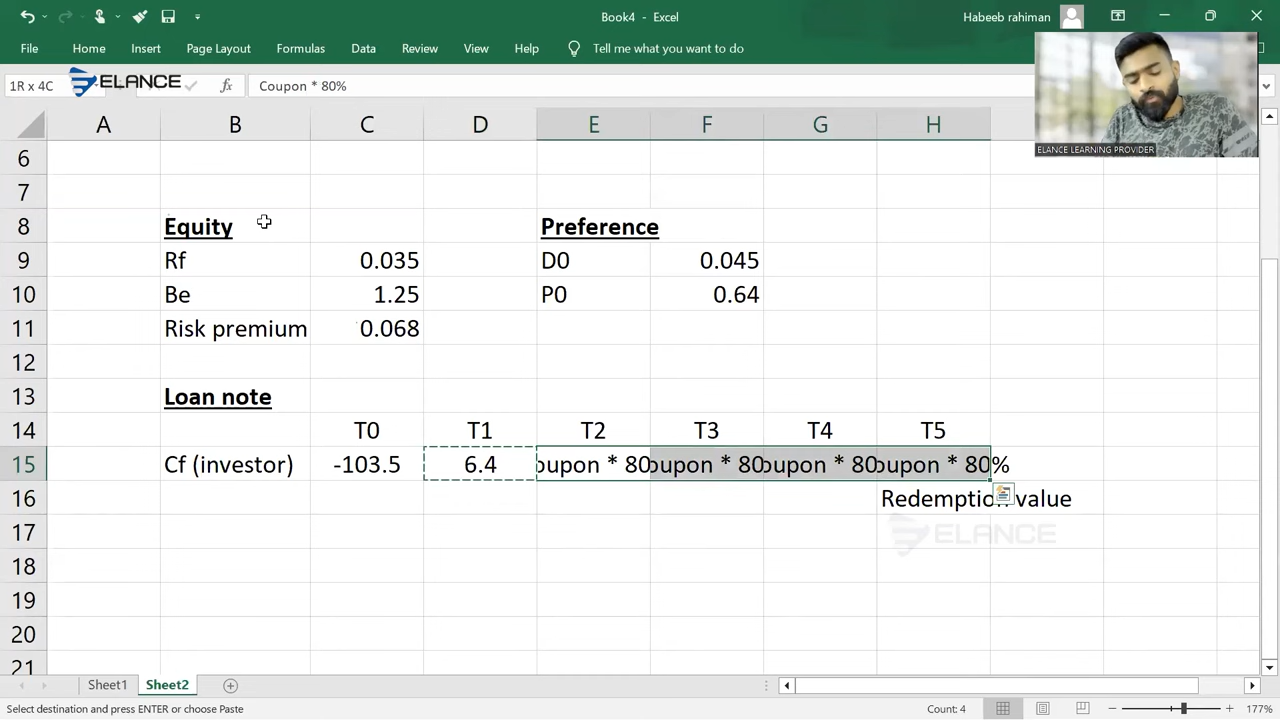 Book4 - Excel
Habeeb rahiman
File Home Insert Page Layout Formulas Data Review View Help Tell me what you want to do
1R x 4C ELANCE fx Coupon * 80%
ELANCE LEARNING PROVIDER
A B C D E F G H
6
7
8 Equity Preference
9 Rf 0.035 D0 0.045
10 Be 1.25 P0 0.64
11 Risk premium 0.068
12
13 Loan note
14 T0 T1 T2 T3 T4 T5
15 Cf (investor) -103.5 6.4 oupon * 80 oupon * 80 oupon * 80 oupon * 80%
16 Redemption value
17 ELANCE
18
19
20
21
Sheet1 Sheet2
Select destination and press ENTER or choose Paste Count: 4 177%